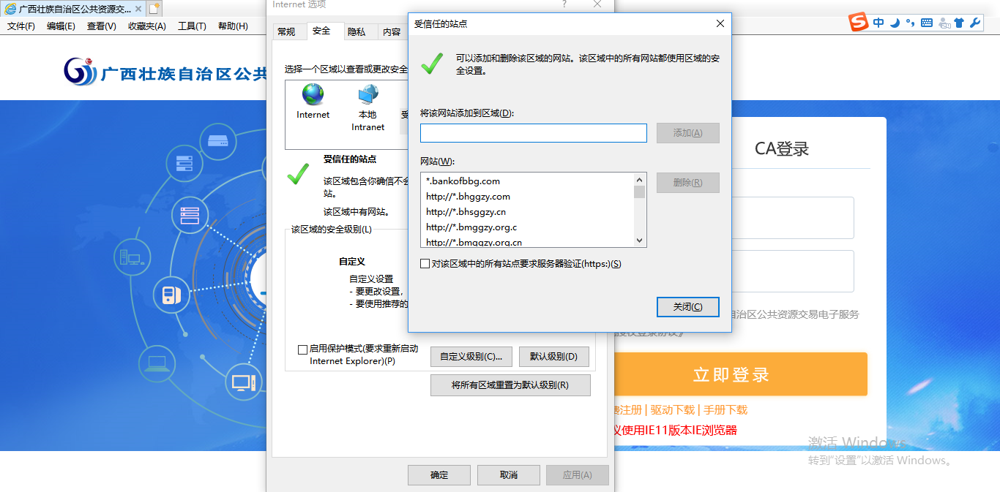 广西壮族自治区公共资源交...
文件(F) 编辑(E) 查看(V) 收藏夹(A) 工具(T) 帮助(H)
中
广西壮族自治区公共
Internet 选项
常规 安全 隐私 内容
选择一个区域以查看或更改安全
Internet
本地
Intranet
受
受信任的站点
该区域包含你确信不会
站。
该区域中有网站。
该区域的安全级别(L)
自定义
自定义设置
- 要更改设置，
- 要使用推荐的
启用保护模式(要求重新启动
Internet Explorer)(P)
自定义级别(C)...
默认级别(D)
将所有区域重置为默认级别(R)
确定
取消
应用(A)
受信任的站点
可以添加和删除该区域的网站。该区域中的所有网站都使用区域的安
全设置。
将该网站添加到区域(D):
添加(A)
网站(W):
*.bankofbbg.com
http://*.bhggzy.com
http://*.bhsggzy.cn
http://*.bmggzy.org.c
http://*.bmggzy.org.cn
删除(R)
对该区域中的所有站点要求服务器验证(https:)(S)
关闭(C)
CA登录
自治区公共资源交易电子服务
授权登录协议》
立即登录
费注册 | 驱动下载 | 手册下载
议使用IE11版本IE浏览器
激活 Windows
转到"设置"以激活 Windows。